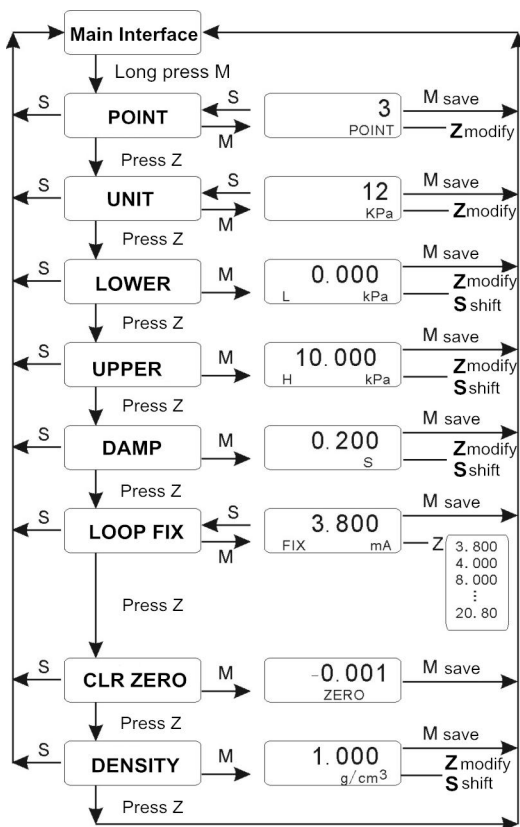 Main Interface
Long press M
S POINT S M 3 POINT M save Z modify
Press Z
S UNIT S M 12 KPa M save Z modify
Press Z
S LOWER M 0.000 L kPa M save Z modify S shift
Press Z
S UPPER M 10.000 H kPa M save Z modify S shift
Press Z
S DAMP M 0.200 S M save Z modify S shift
Press Z
S LOOP FIX S M 3.800 FIX mA M save Z
3.800
4.000
8.000
⋮
20.80
Press Z
S CLR ZERO M -0.001 ZERO M save
Press Z
S DENSITY M 1.000 g/cm³ M save Z modify S shift
Press Z